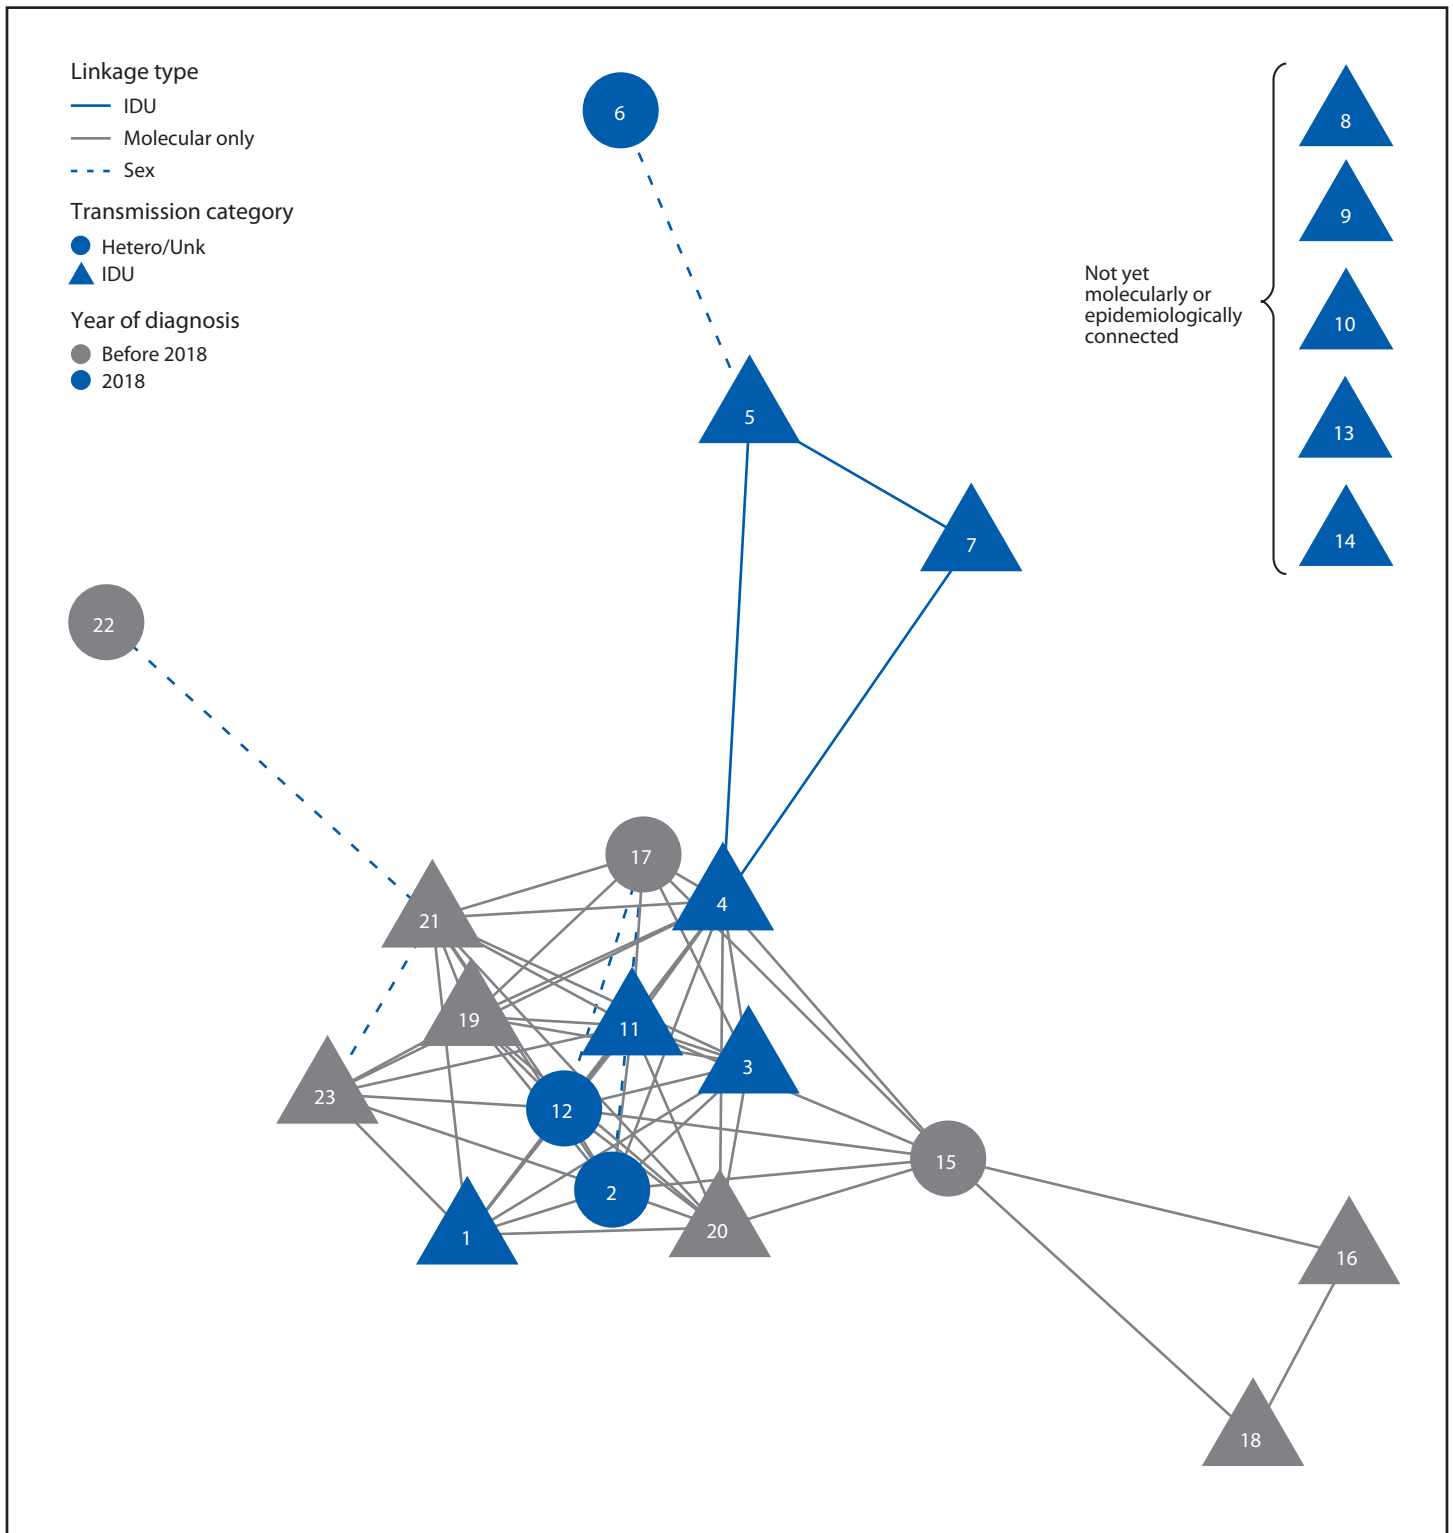 Linkage type
IDU
Molecular only
Sex
Transmission category
Hetero/Unk
IDU
Year of diagnosis
Before 2018
2018
6
8
9
Not yet
molecularly or
epidemiologically
connected
10
13
14
5
7
22
17
4
21
19
11
3
23
12
15
2
20
1
16
18